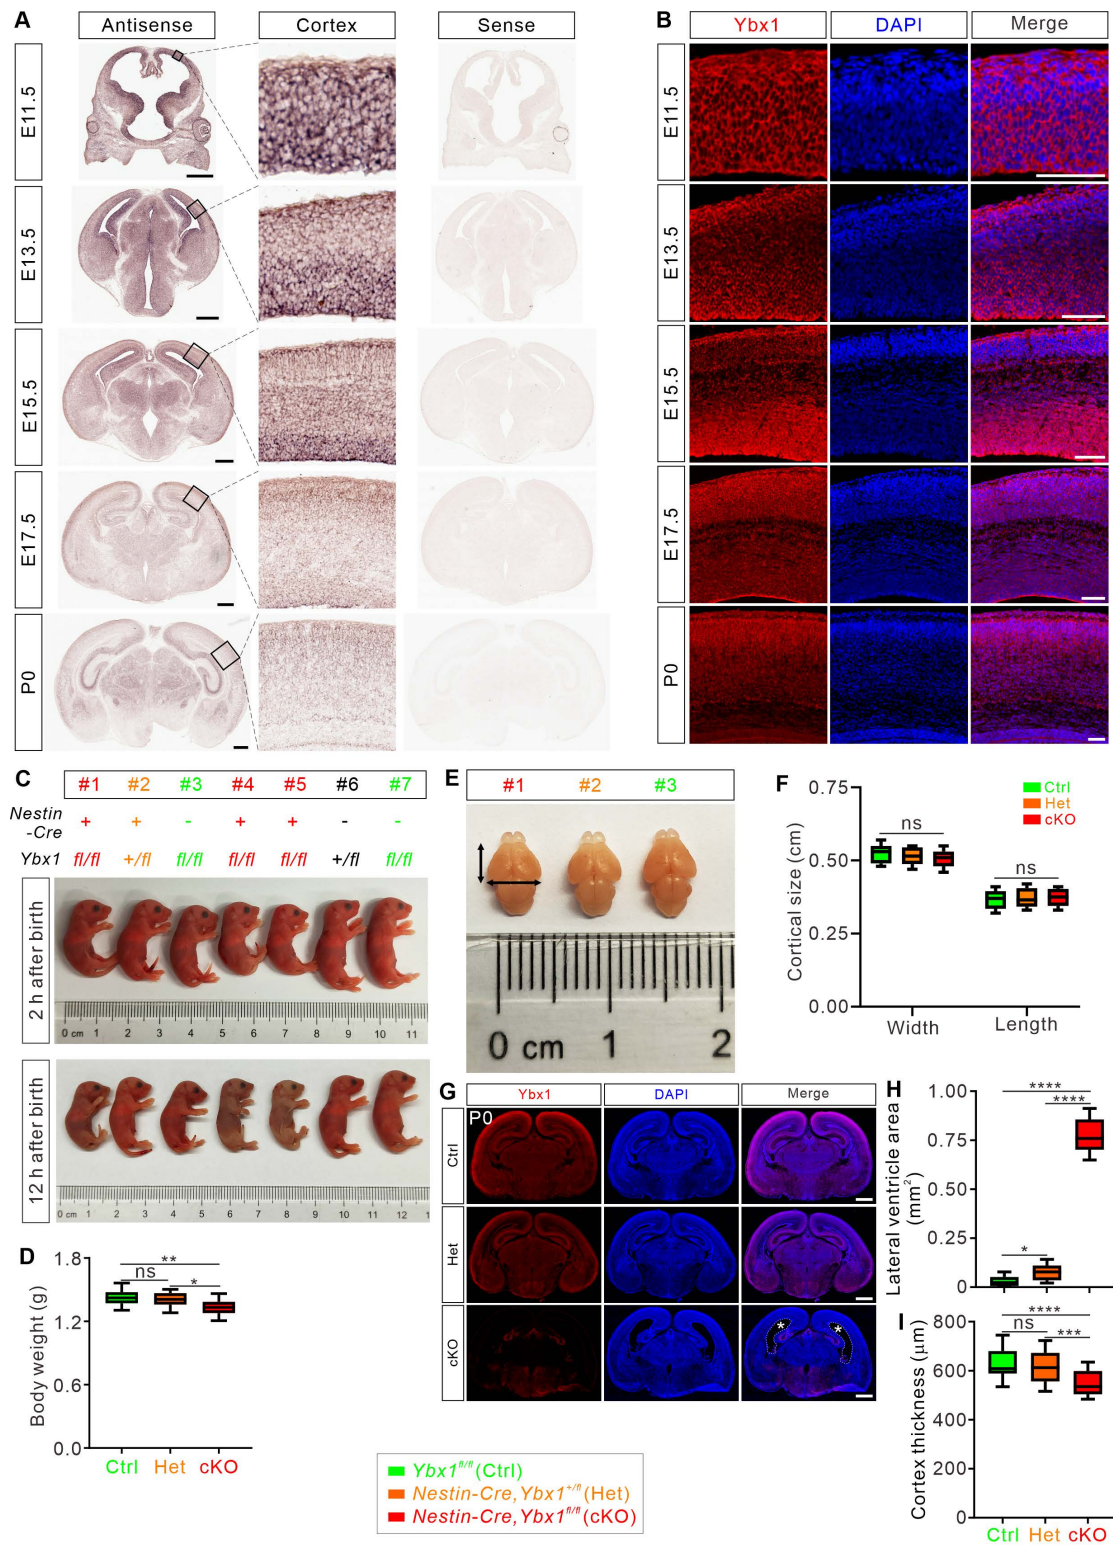 A
Antisense
Cortex
Sense
E11.5
E13.5
E15.5
E17.5
P0
B
Ybx1
DAPI
Merge
E11.5
E13.5
E15.5
E17.5
P0
C
#1 #2 #3 #4 #5 #6 #7
Nestin
-Cre
+ + - + + - -
Ybx1 fl/fl +/fl fl/fl fl/fl fl/fl +/fl fl/fl
2 h after birth
0 cm 1 2 3 4 5 6 7 8 9 10 11
12 h after birth
0 cm 1 2 3 4 5 6 7 8 9 10 11 12 1
D
Body weight (g)
1.8
1.2
0.6
0.0
**
ns
*
Ctrl Het cKO
E
#1 #2 #3
0 cm 1 2
F
Cortical size (cm)
0.75
0.50
0.25
0.00
Ctrl
Het
cKO
ns
ns
Width Length
G
Ybx1
DAPI
Merge
P0
Ctrl
Het
cKO
* *
H
Lateral ventricle area
(mm²)
1.00
0.75
0.50
0.25
0
****
****
*
I
Cortex thickness (µm)
800
600
400
200
0
****
ns
***
Ctrl Het cKO
Ybx1fl/fl (Ctrl)
Nestin-Cre, Ybx1+/fl (Het)
Nestin-Cre, Ybx1fl/fl (cKO)